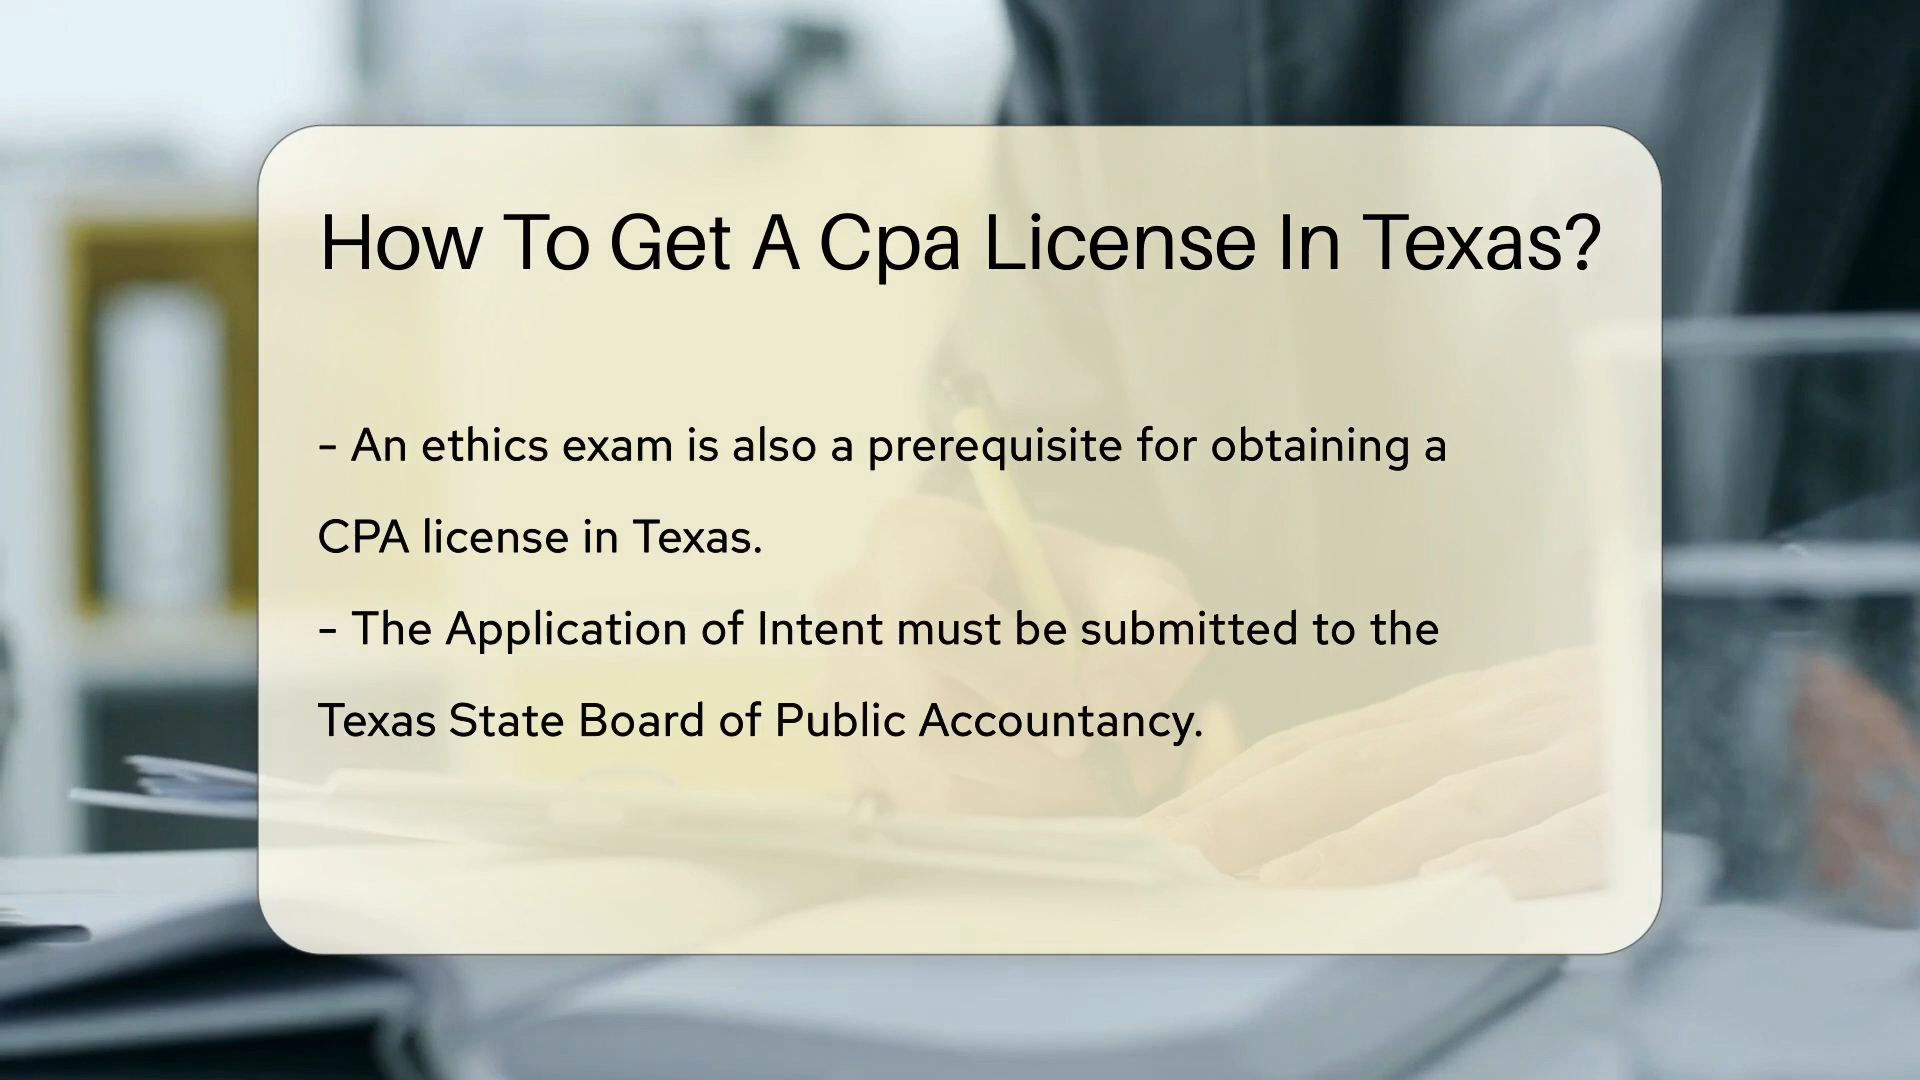 How To Get A Cpa License In Texas?
- An ethics exam is also a prerequisite for obtaining a
CPA license in Texas.
- The Application of Intent must be submitted to the
Texas State Board of Public Accountancy.